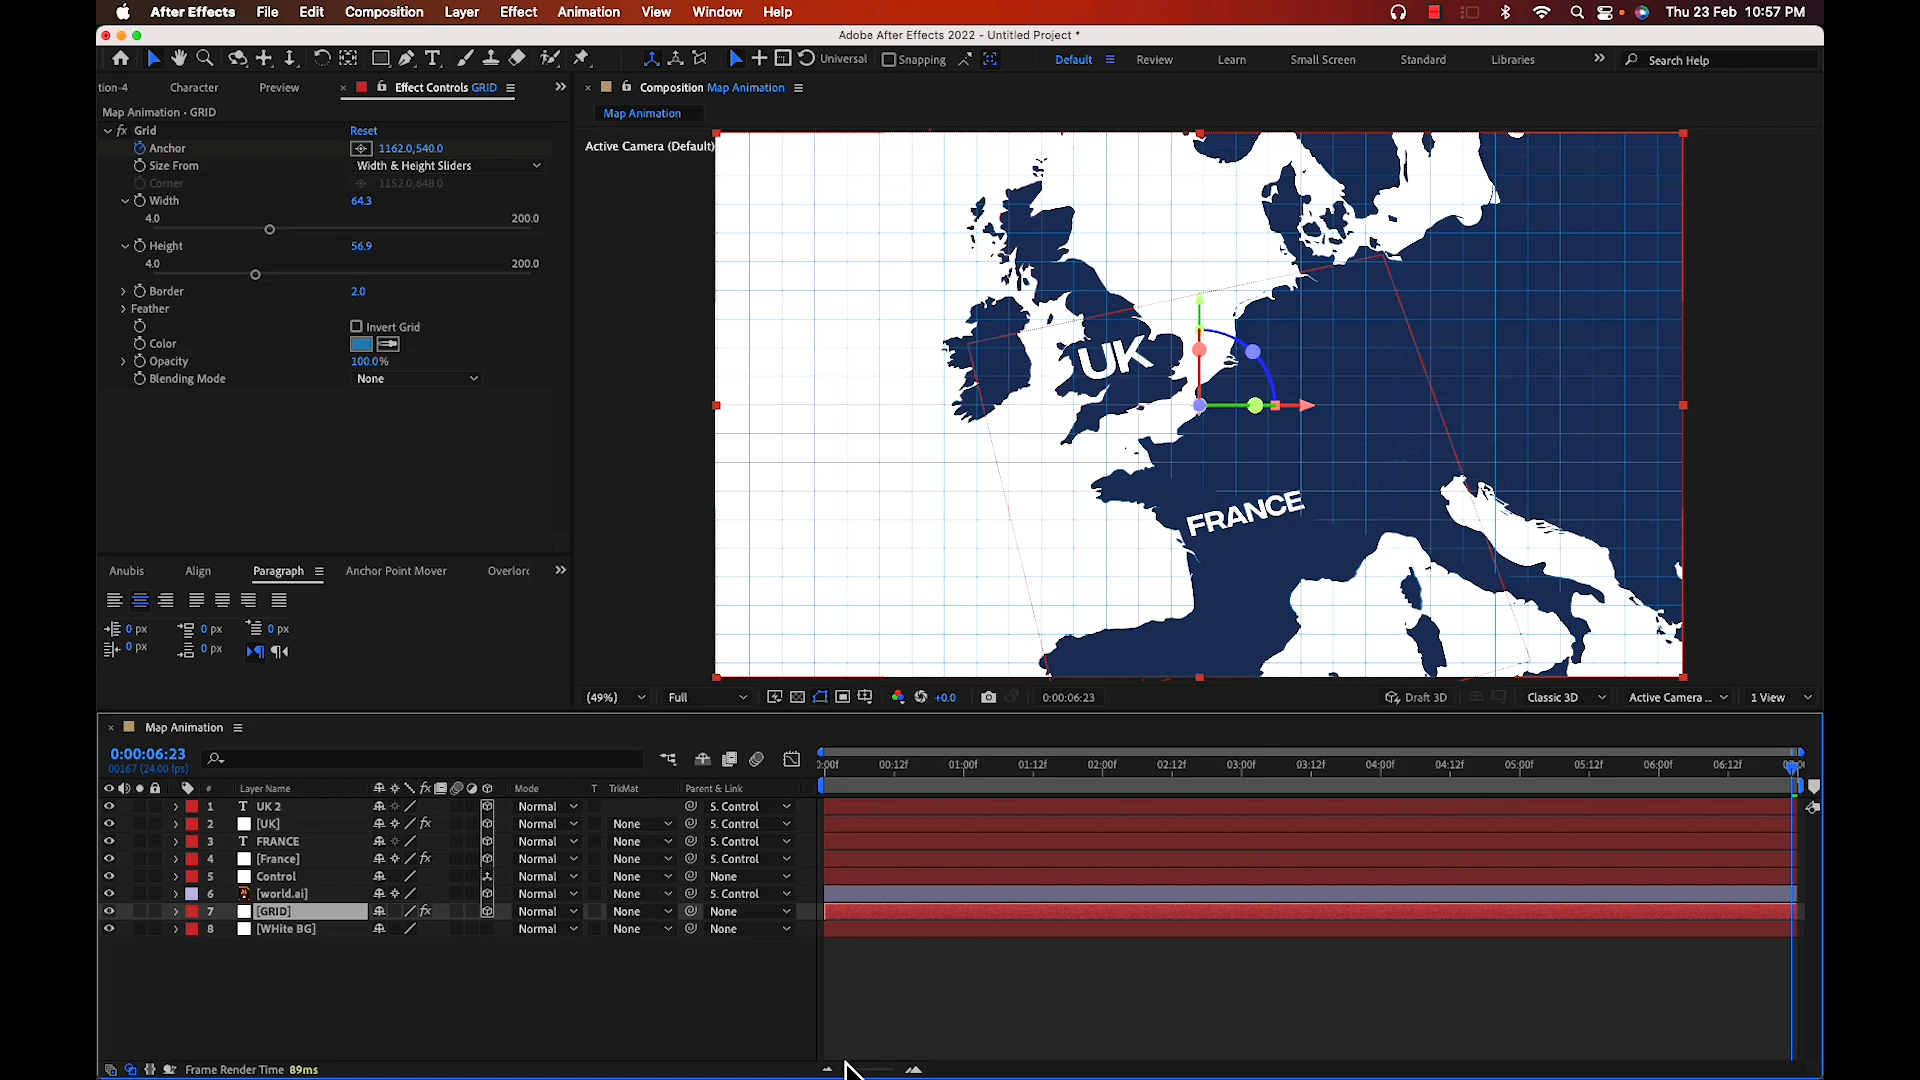 After Effects File Edit Composition Layer Effect Animation View Window Help Thu 23 Feb 10:57 PM
Adobe After Effects 2022 - Untitled Project *
Universal Snapping Default Review Learn Small Screen Standard Libraries Search Help
tion-4 Character Preview Effect Controls GRID
Composition Map Animation
Map Animation • GRID
Map Animation
fx Grid Reset
Anchor 1162.0,540.0
Active Camera (Default)
Size From Width & Height Sliders
Corner 1152.0,648.0
Width 64.3
4.0 200.0
Height 56.9
4.0 200.0
Border 2.0
Feather
Invert Grid
Color
Opacity 100.0%
Blending Mode None
UK
FRANCE
Anubis Align Paragraph Anchor Point Mover Overlorc
0 px 0 px 0 px
0 px 0 px
(49%) Full +0.0 0:00:06:23 Draft 3D Classic 3D Active Camera ... 1 View
Map Animation
0:00:06:23
00167 (24.00 fps)
0:00f 00:12f 01:00f 01:12f 02:00f 02:12f 03:00f 03:12f 04:00f 04:12f 05:00f 05:12f 06:00f 06:12f
# Layer Name Mode T TrkMat Parent & Link
1 T UK 2 Normal 5. Control
2 [UK] fx Normal None 5. Control
3 T FRANCE Normal None 5. Control
4 [France] fx Normal None 5. Control
5 Control Normal None None
6 [world.ai] Normal None 5. Control
7 [GRID] fx Normal None None
8 [WHite BG] Normal None None
Frame Render Time 89ms